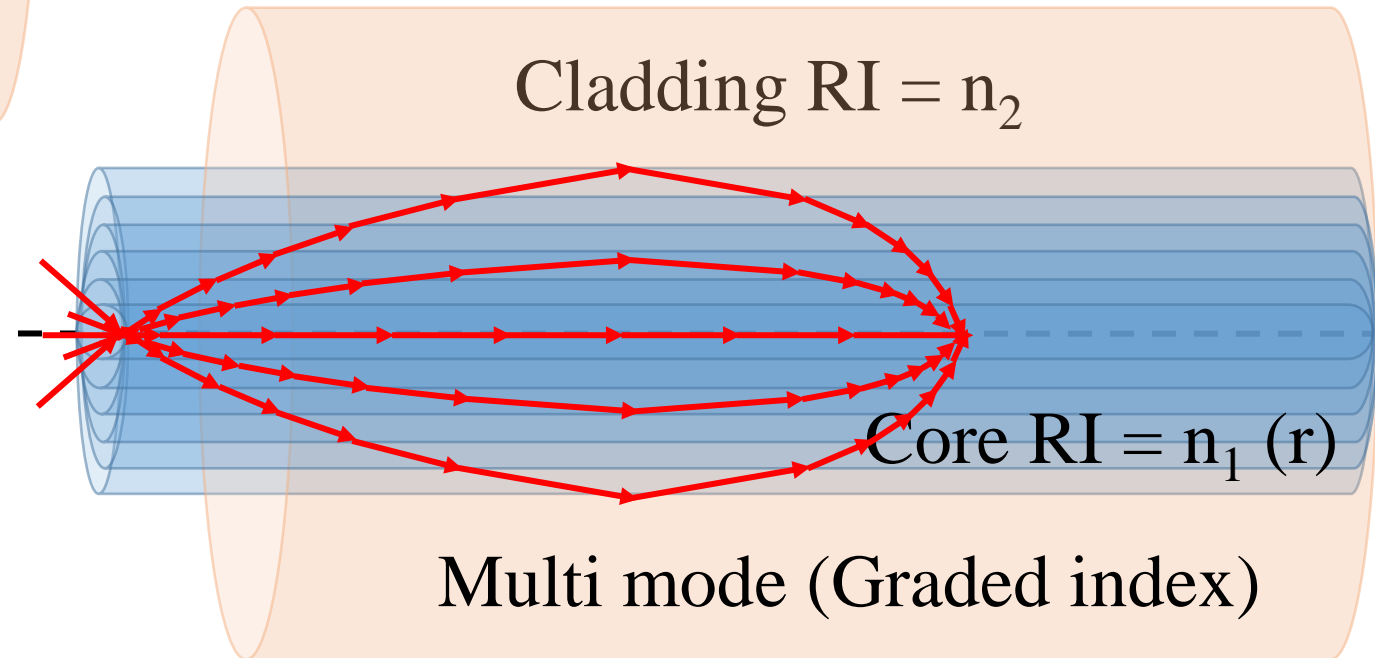 Cladding RI = n₂
Core RI = n₁ (r)
Multi mode (Graded index)